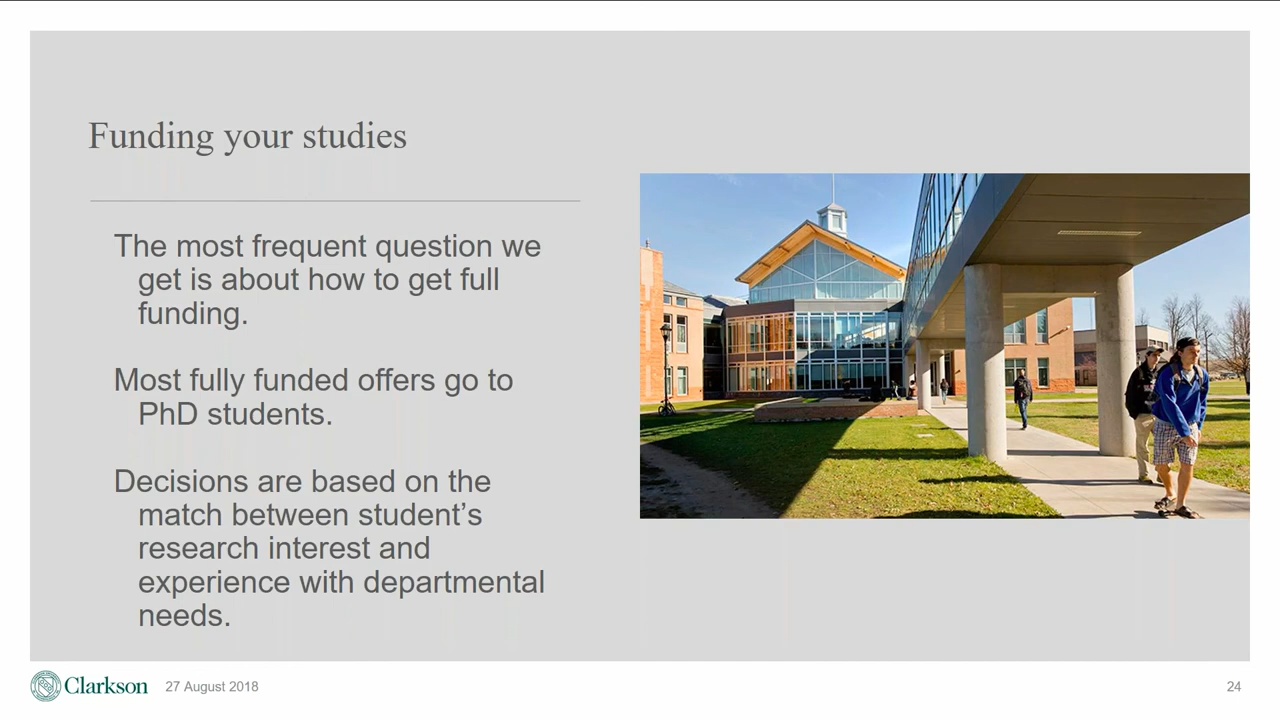 Funding your studies
The most frequent question we
get is about how to get full
funding.
Most fully funded offers go to
PhD students.
Decisions are based on the
match between student’s
research interest and
experience with departmental
needs.
Clarkson
27 August 2018
24